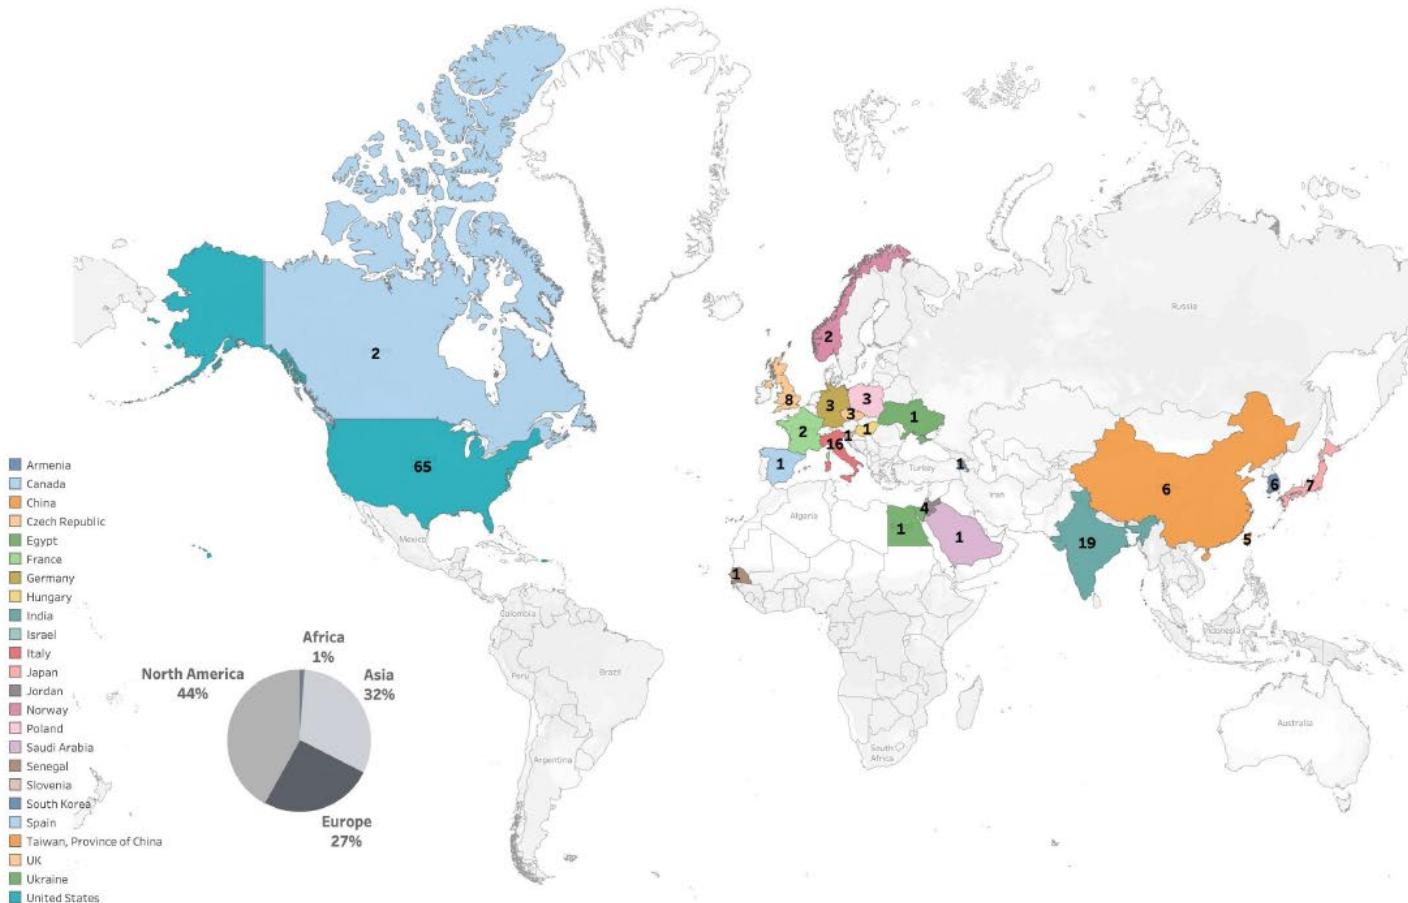 Russia
2
2
8
3
3
3
1
2
1
1
16
65
1
1
Turkey
6
6
7
Iran
Algeria
4
1
1
5
19
Mexico
1
Colombia
Indonesia
Peru
Brazil
Australia
South
Africa
Argentina
Armenia
Canada
China
Czech Republic
Egypt
France
Germany
Hungary
India
Israel
Italy
Japan
Jordan
Norway
Poland
Saudi Arabia
Senegal
Slovenia
South Korea
Spain
Taiwan, Province of China
UK
Ukraine
United States
Africa
1%
North America
44%
Asia
32%
Europe
27%